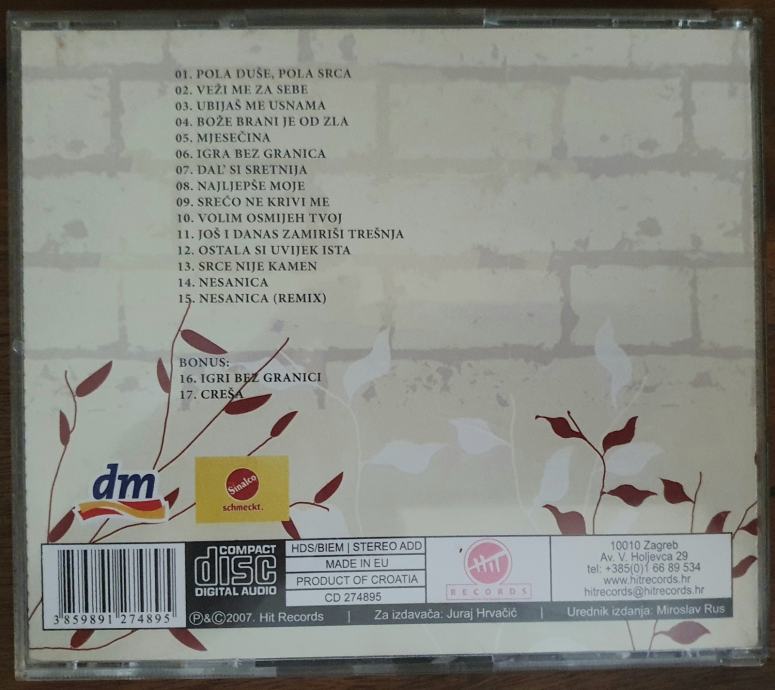 01. POLA DUŠE, POLA SRCA
02. VEŽI ME ZA SEBE
03. UBIJAŠ ME USNAMA
04. BOŽE BRANI JE OD ZLA
05. MJESEČINA
06. IGRA BEZ GRANICA
07. DAL' SI SRETNIJA
08. NAJLJEPŠE MOJE
09. SREĆO NE KRIVI ME
10. VOLIM OSMIJEH TVOJ
11. JOŠ I DANAS ZAMIRIŠI TREŠNJA
12. OSTALA SI UVIJEK ISTA
13. SRCE NIJE KAMEN
14. NESANICA
15. NESANICA (REMIX)
BONUS:
16. IGRI BEZ GRANICI
17. CREŠA
dm
Sinalco
schmeckt.
3 859891 274895
COMPACT
disc
DIGITAL AUDIO
HDS/BIEM | STEREO ADD
MADE IN EU
PRODUCT OF CROATIA
CD 274895
HIT
RECORDS
10010 Zagreb
Av. V. Holjevca 29
tel: +385(0)1 66 89 534
www.hitrecords.hr
hitrecords@hitrecords.hr
℗&©2007. Hit Records | Za izdavača: Juraj Hrvačić | Urednik izdanja: Miroslav Rus